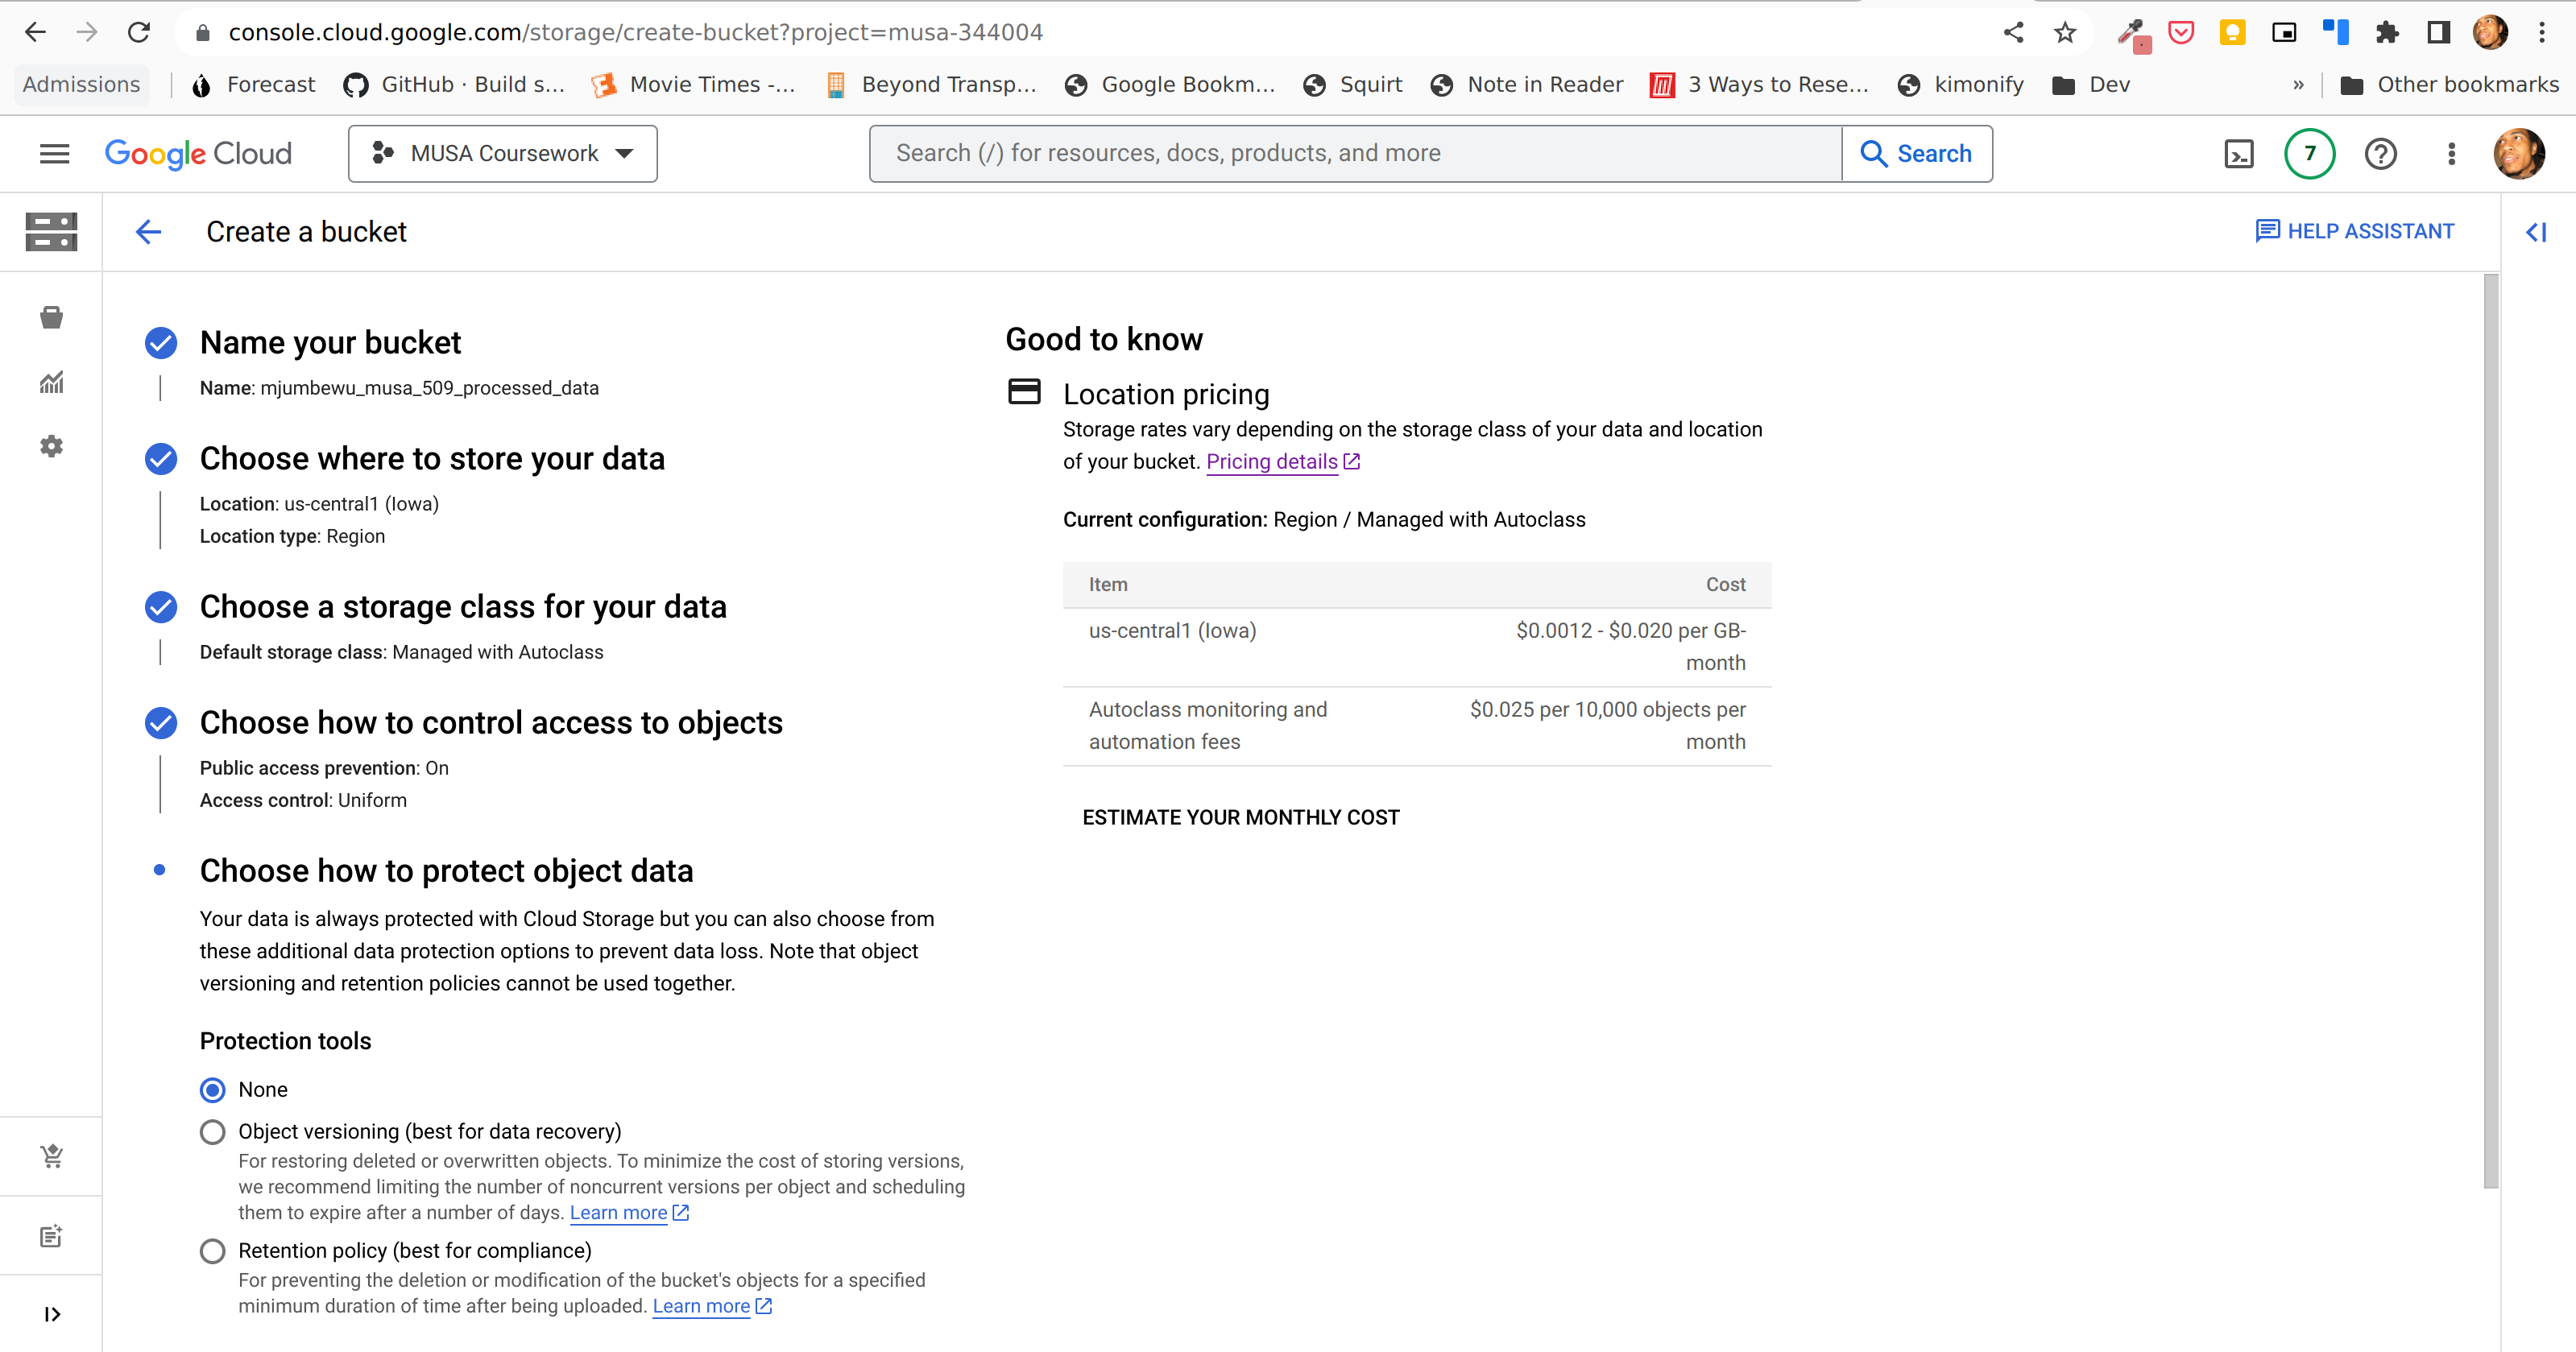 console.cloud.google.com/storage/create-bucket?project=musa-344004
Admissions
Forecast
GitHub · Build s...
Movie Times -...
Beyond Transp...
Google Bookm...
Squirt
Note in Reader
3 Ways to Rese...
kimonify
Dev
»
Other bookmarks
Google Cloud
MUSA Coursework
Search (/) for resources, docs, products, and more
Search
7
Create a bucket
HELP ASSISTANT
Name your bucket
Name: mjumbewu_musa_509_processed_data
Choose where to store your data
Location: us-central1 (Iowa)
Location type: Region
Choose a storage class for your data
Default storage class: Managed with Autoclass
Choose how to control access to objects
Public access prevention: On
Access control: Uniform
Choose how to protect object data
Your data is always protected with Cloud Storage but you can also choose from
these additional data protection options to prevent data loss. Note that object
versioning and retention policies cannot be used together.
Protection tools
None
Object versioning (best for data recovery)
For restoring deleted or overwritten objects. To minimize the cost of storing versions,
we recommend limiting the number of noncurrent versions per object and scheduling
them to expire after a number of days. Learn more
Retention policy (best for compliance)
For preventing the deletion or modification of the bucket's objects for a specified
minimum duration of time after being uploaded. Learn more
Good to know
Location pricing
Storage rates vary depending on the storage class of your data and location
of your bucket. Pricing details
Current configuration: Region / Managed with Autoclass
Item Cost
us-central1 (Iowa) $0.0012 - $0.020 per GB-
month
Autoclass monitoring and $0.025 per 10,000 objects per
automation fees month
ESTIMATE YOUR MONTHLY COST